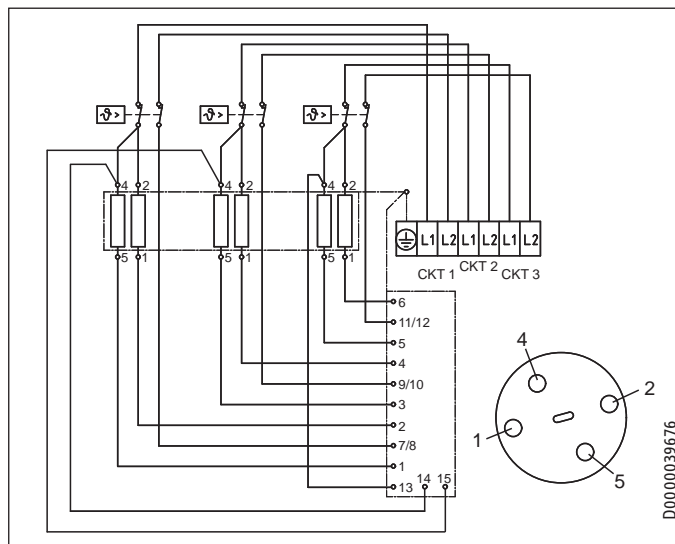 ϑ> ϑ> ϑ>
4 2 4 2 4 2
L1 L2 L1 L2 L1 L2
CKT 1 CKT 2 CKT 3
5 1 5 1 5 1
6
11/12
5
4
9/10
3
2
7/8
1
13 14 15
4
2
1
5
D0000039676